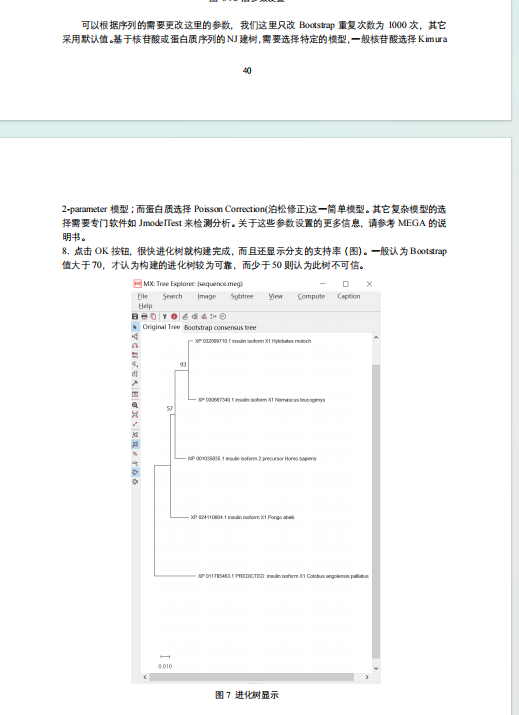 可以根据序列的需要更改这里的参数，我们这里只改 Bootstrap 重复次数为 1000 次，其它
采用默认值。基于核苷酸或蛋白质序列的 NJ 建树，需要选择特定的模型，一般核苷酸选择 Kimura
40
2-parameter 模型；而蛋白质选择 Poisson Correction(泊松修正)这一简单模型。其它复杂模型的选
择需要专门软件如 JmodelTest 来检测分析。关于这些参数设置的更多信息，请参考 MEGA 的说
明书。
8. 点击 OK 按钮，很快进化树就构建完成，而且还显示分支的支持率（图）。一般认为 Bootstrap
值大于 70，才认为构建的进化树较为可靠，而少于 50 则认为此树不可信。
MX: Tree Explorer: (sequence.meg)
File Search Image Subtree View Compute Caption
Help
Original Tree Bootstrap consensus tree
XP 032009710.1 insulin isoform X1 Hylobates moloch
93
XP 030667340.1 insulin isoform X1 Nomascus leucogenys
57
NP 001035835.1 insulin isoform 2 precursor Homo sapiens
XP 024110864.1 insulin isoform X1 Pongo abelii
XP 011785463.1 PREDICTED: insulin isoform X1 Colobus angolensis palliatus
0.010
图 7 进化树显示